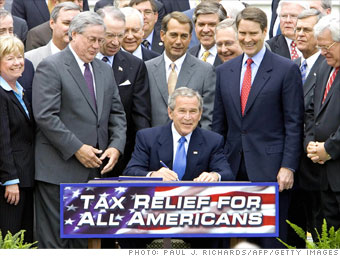 TAX RELIEF FOR
ALL AMERICANS
PHOTO: PAUL J. RICHARDS/AFP/GETTY IMAGES